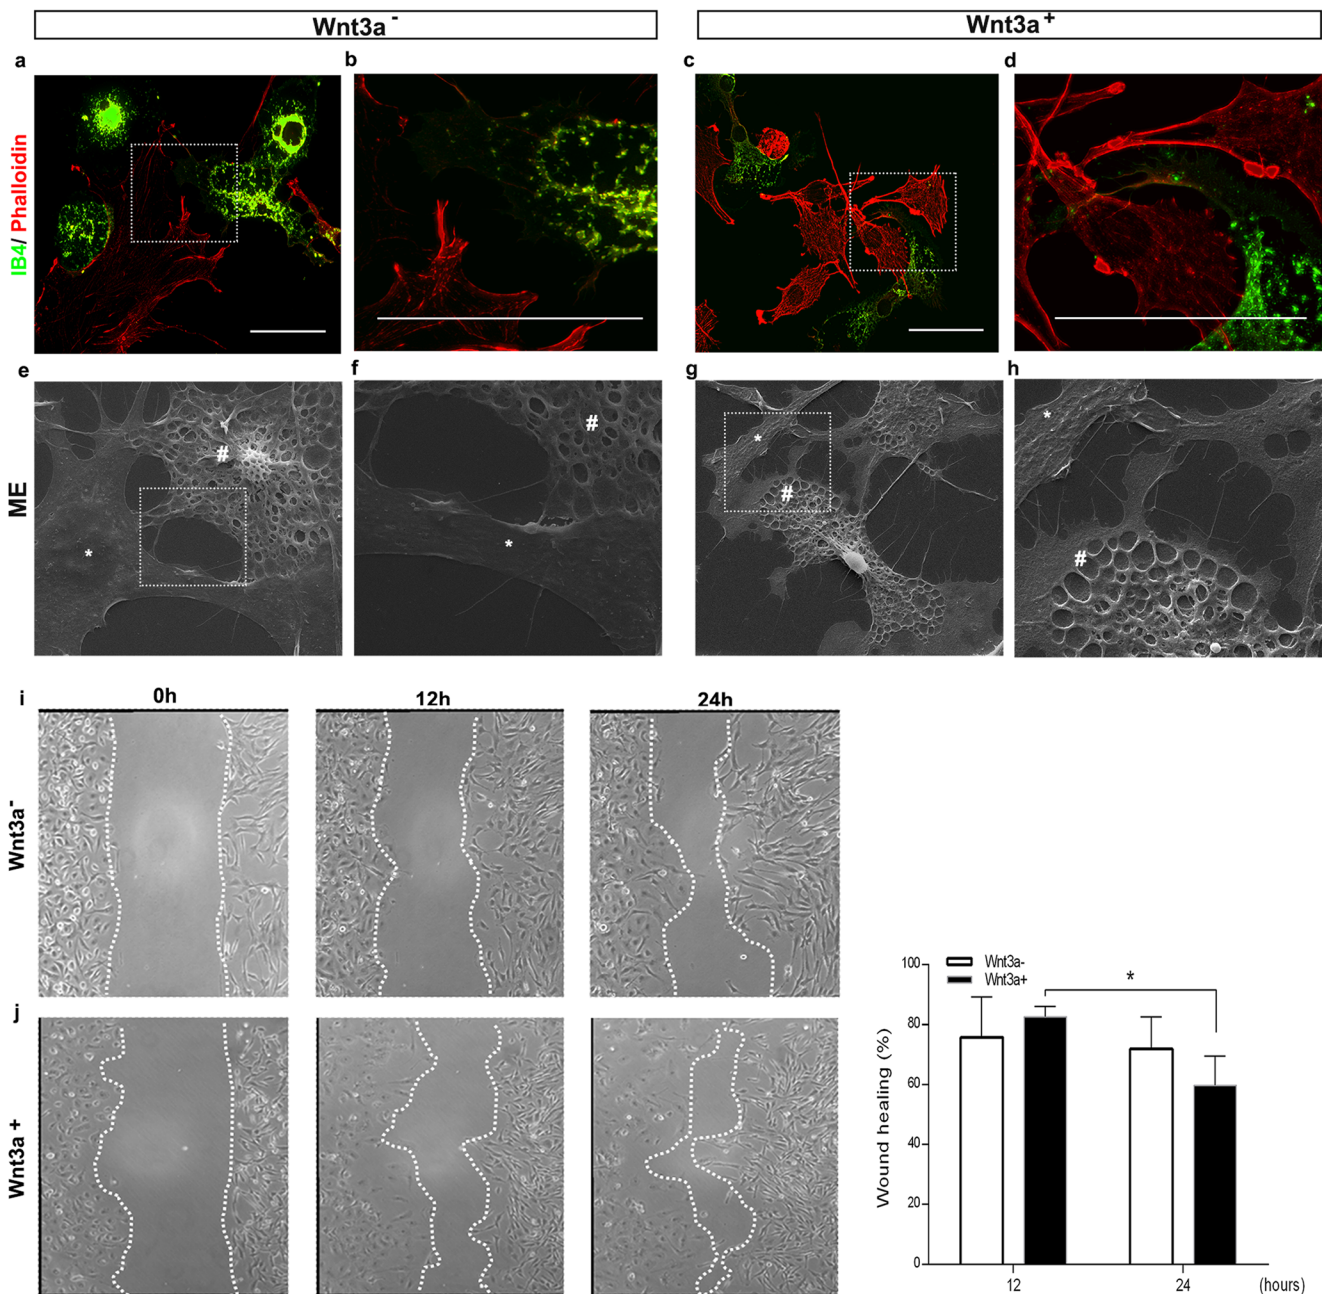 Wnt3a -
Wnt3a +
a
b
c
d
IB4/ Phalloidin
e
f
g
h
#
#
#
*
*
#
*
*
ME
i
0h
12h
24h
Wnt3a-
j
Wnt3a +
100
80
60
40
20
0
Wound healing (%)
Wnt3a-
Wnt3a+
*
12
24
(hours)